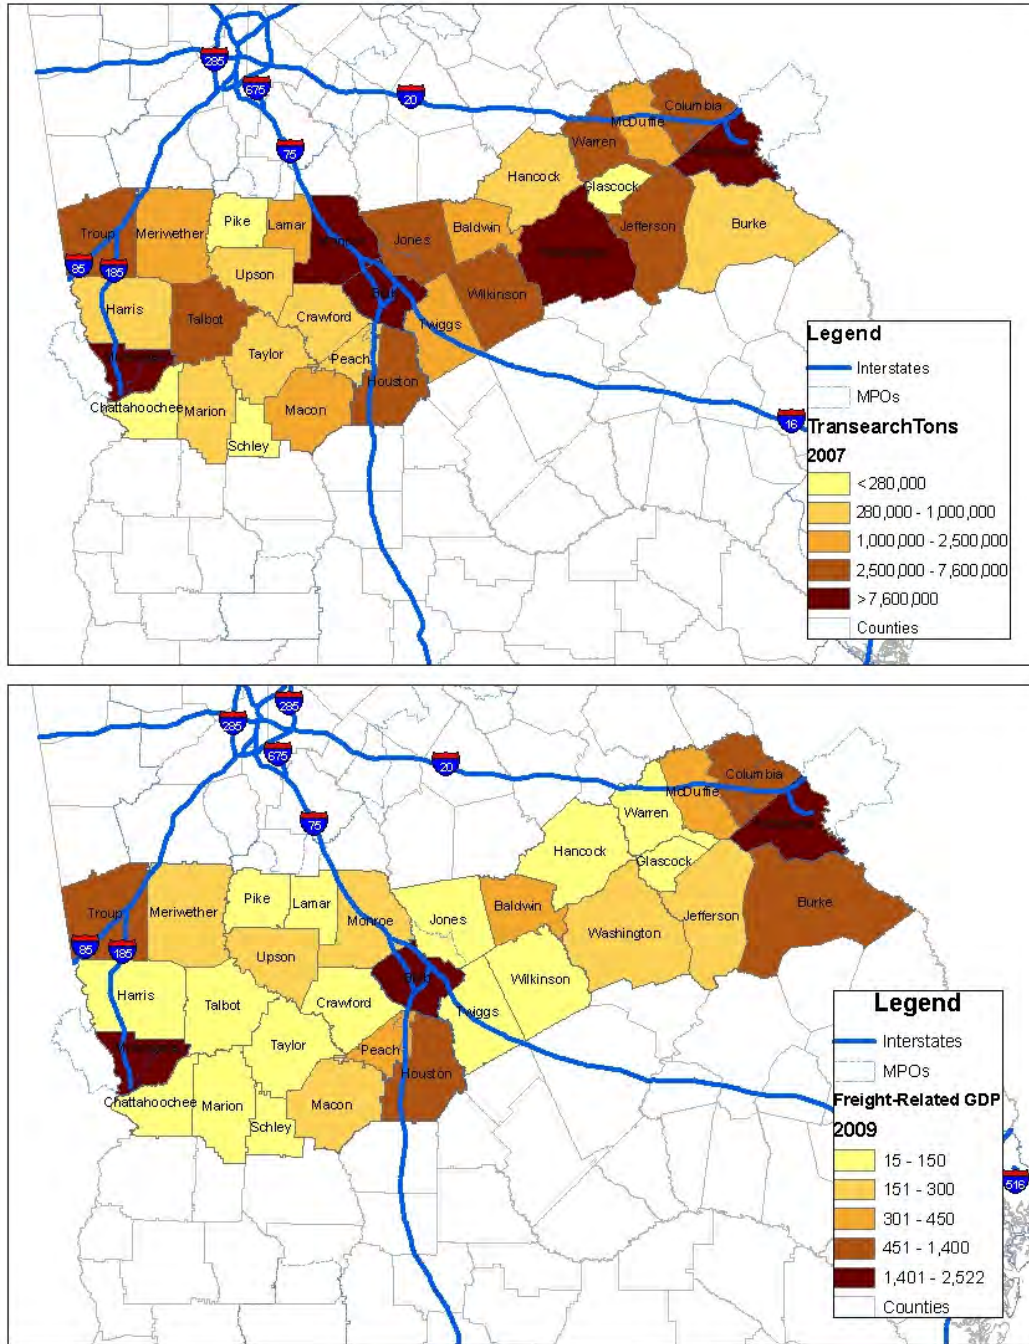 285
675
20
75
Columbia
McDuffie
Warren
Hancock
Glascock
Burke
Jefferson
Baldwin
Jones
Wilkinson
Twiggs
Troup
Meriwether
Pike
Lamar
Upson
85
185
Harris
Talbot
Crawford
Taylor
Peach
Houston
Macon
Chattahoochee
Marion
Schley
16
Legend
Interstates
MPOs
TransearchTons
2007
< 280,000
280,000 - 1,000,000
1,000,000 - 2,500,000
2,500,000 - 7,600,000
> 7,600,000
Counties
285
285
675
20
75
Columbia
McDuffie
Warren
Hancock
Glascock
Burke
Jefferson
Washington
Baldwin
Jones
Wilkinson
Twiggs
Troup
Meriwether
Pike
Lamar
Monroe
Upson
85
185
Harris
Talbot
Crawford
Taylor
Peach
Houston
Macon
Chattahoochee
Marion
Schley
516
Legend
Interstates
MPOs
Freight-Related GDP
2009
15 - 150
151 - 300
301 - 450
451 - 1,400
1,401 - 2,522
Counties